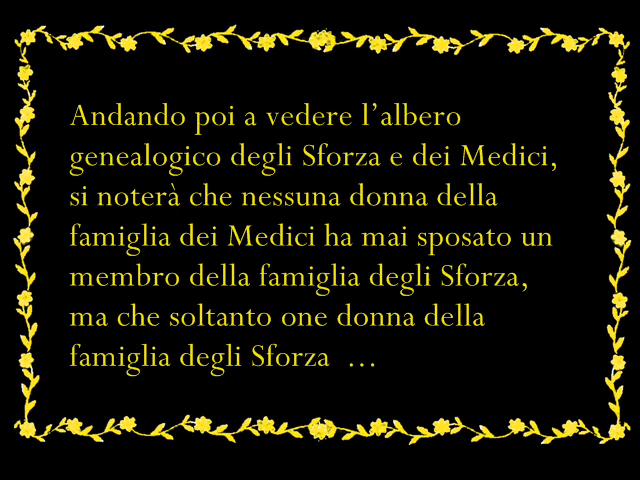 Andando poi a vedere l’albero
genealogico degli Sforza e dei Medici,
si noterà che nessuna donna della
famiglia dei Medici ha mai sposato un
membro della famiglia degli Sforza,
ma che soltanto one donna della
famiglia degli Sforza ...